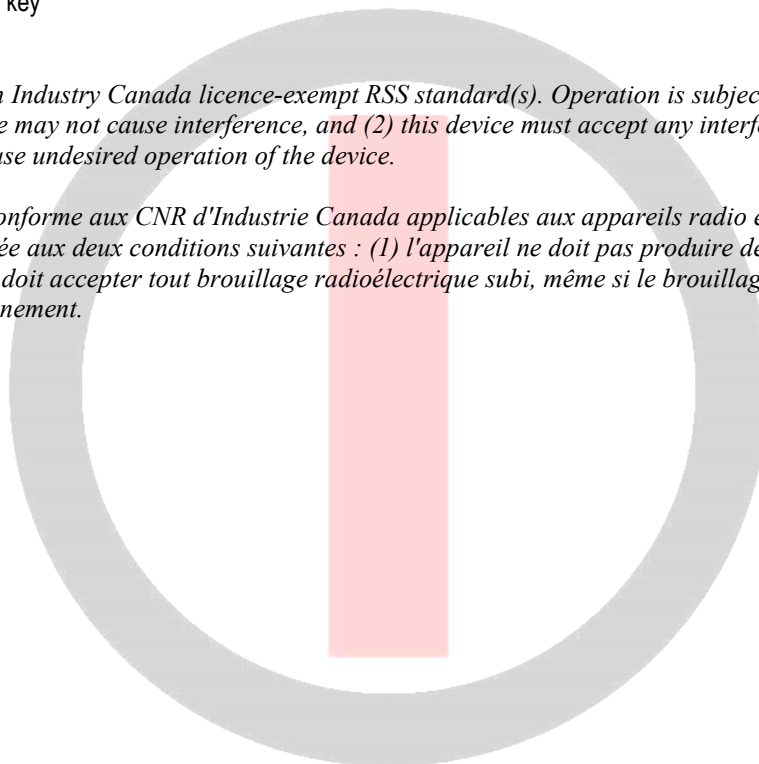 key
n Industry Canada licence-exempt RSS standard(s). Operation is subjec
e may not cause interference, and (2) this device must accept any interf
use undesired operation of the device.
onforme aux CNR d'Industrie Canada applicables aux appareils radio e
ée aux deux conditions suivantes : (1) l'appareil ne doit pas produire de
doit accepter tout brouillage radioélectrique subi, même si le brouillag
nement.